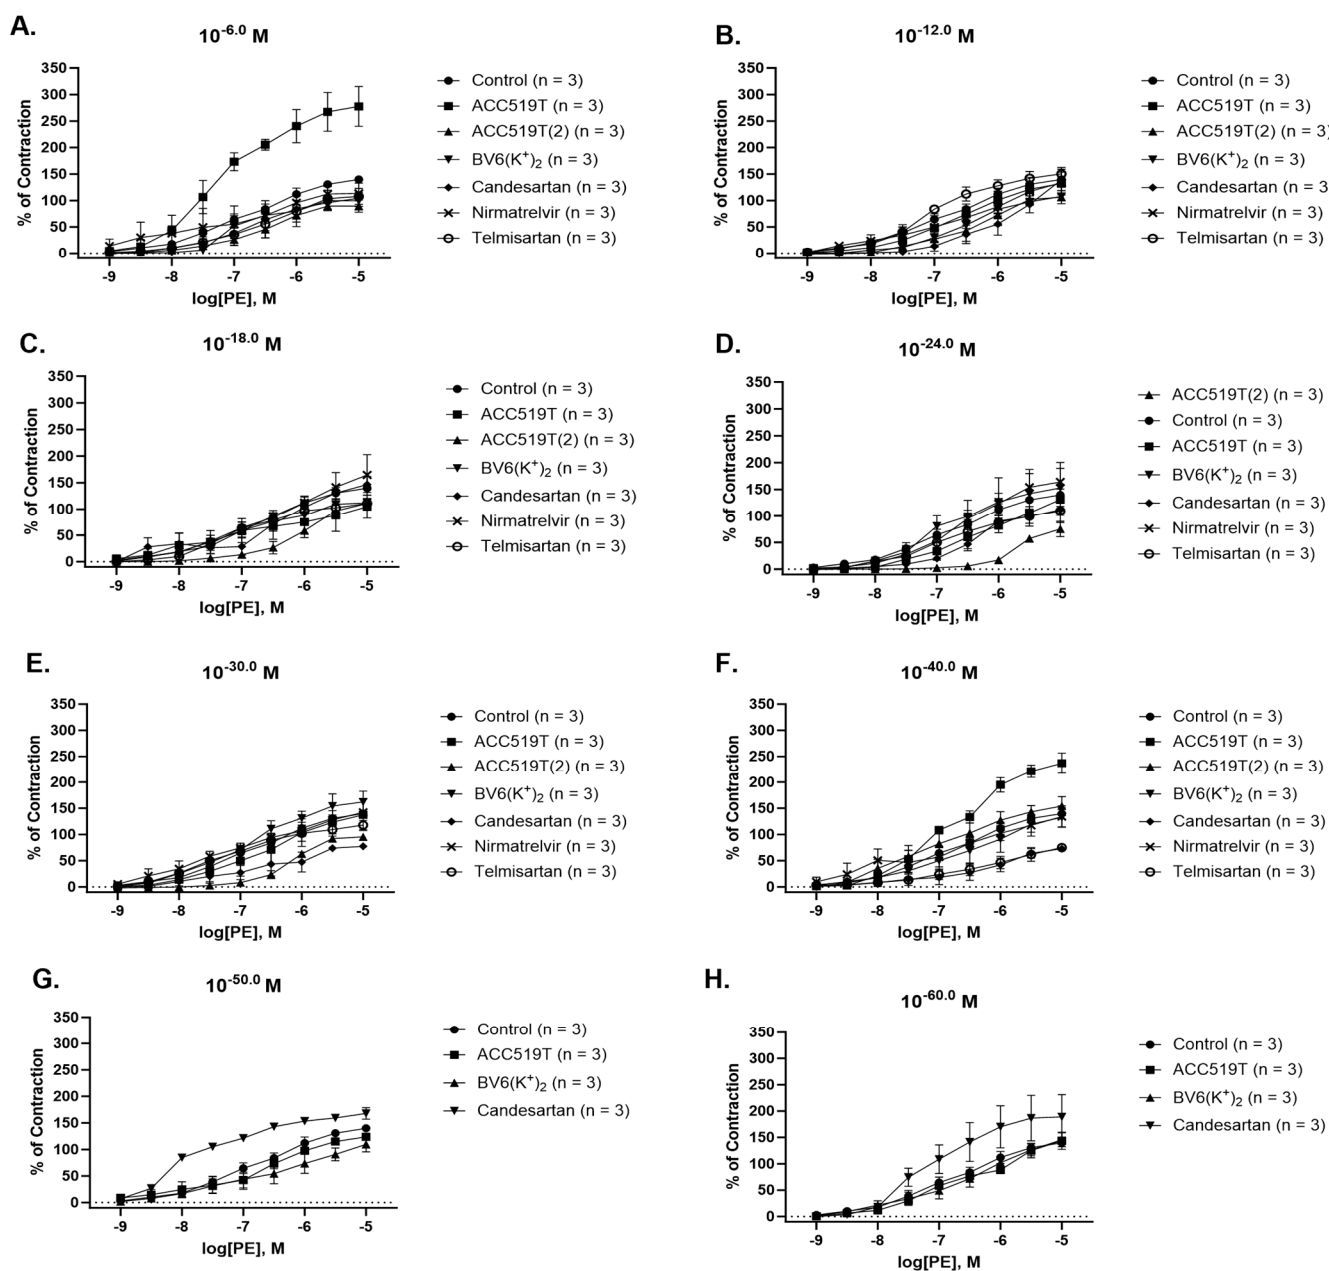 A.
10^-6.0 M
350
300
250
200
150
100
50
0
% of Contraction
-9 -8 -7 -6 -5
log[PE], M
Control (n = 3)
ACC519T (n = 3)
ACC519T(2) (n = 3)
BV6(K⁺)₂ (n = 3)
Candesartan (n = 3)
Nirmatrelvir (n = 3)
Telmisartan (n = 3)
B.
10^-12.0 M
350
300
250
200
150
100
50
0
% of Contraction
-9 -8 -7 -6 -5
log[PE], M
Control (n = 3)
ACC519T (n = 3)
ACC519T(2) (n = 3)
BV6(K⁺)₂ (n = 3)
Candesartan (n = 3)
Nirmatrelvir (n = 3)
Telmisartan (n = 3)
C.
10^-18.0 M
350
300
250
200
150
100
50
0
% of Contraction
-9 -8 -7 -6 -5
log[PE], M
Control (n = 3)
ACC519T (n = 3)
ACC519T(2) (n = 3)
BV6(K⁺)₂ (n = 3)
Candesartan (n = 3)
Nirmatrelvir (n = 3)
Telmisartan (n = 3)
D.
10^-24.0 M
350
300
250
200
150
100
50
0
% of Contraction
-9 -8 -7 -6 -5
log[PE], M
ACC519T(2) (n = 3)
Control (n = 3)
ACC519T (n = 3)
BV6(K⁺)₂ (n = 3)
Candesartan (n = 3)
Nirmatrelvir (n = 3)
Telmisartan (n = 3)
E.
10^-30.0 M
350
300
250
200
150
100
50
0
% of Contraction
-9 -8 -7 -6 -5
log[PE], M
Control (n = 3)
ACC519T (n = 3)
ACC519T(2) (n = 3)
BV6(K⁺)₂ (n = 3)
Candesartan (n = 3)
Nirmatrelvir (n = 3)
Telmisartan (n = 3)
F.
10^-40.0 M
350
300
250
200
150
100
50
0
% of Contraction
-9 -8 -7 -6 -5
log[PE], M
Control (n = 3)
ACC519T (n = 3)
ACC519T(2) (n = 3)
BV6(K⁺)₂ (n = 3)
Candesartan (n = 3)
Nirmatrelvir (n = 3)
Telmisartan (n = 3)
G.
10^-50.0 M
350
300
250
200
150
100
50
0
% of Contraction
-9 -8 -7 -6 -5
log[PE], M
Control (n = 3)
ACC519T (n = 3)
BV6(K⁺)₂ (n = 3)
Candesartan (n = 3)
H.
10^-60.0 M
350
300
250
200
150
100
50
0
% of Contraction
-9 -8 -7 -6 -5
log[PE], M
Control (n = 3)
ACC519T (n = 3)
BV6(K⁺)₂ (n = 3)
Candesartan (n = 3)